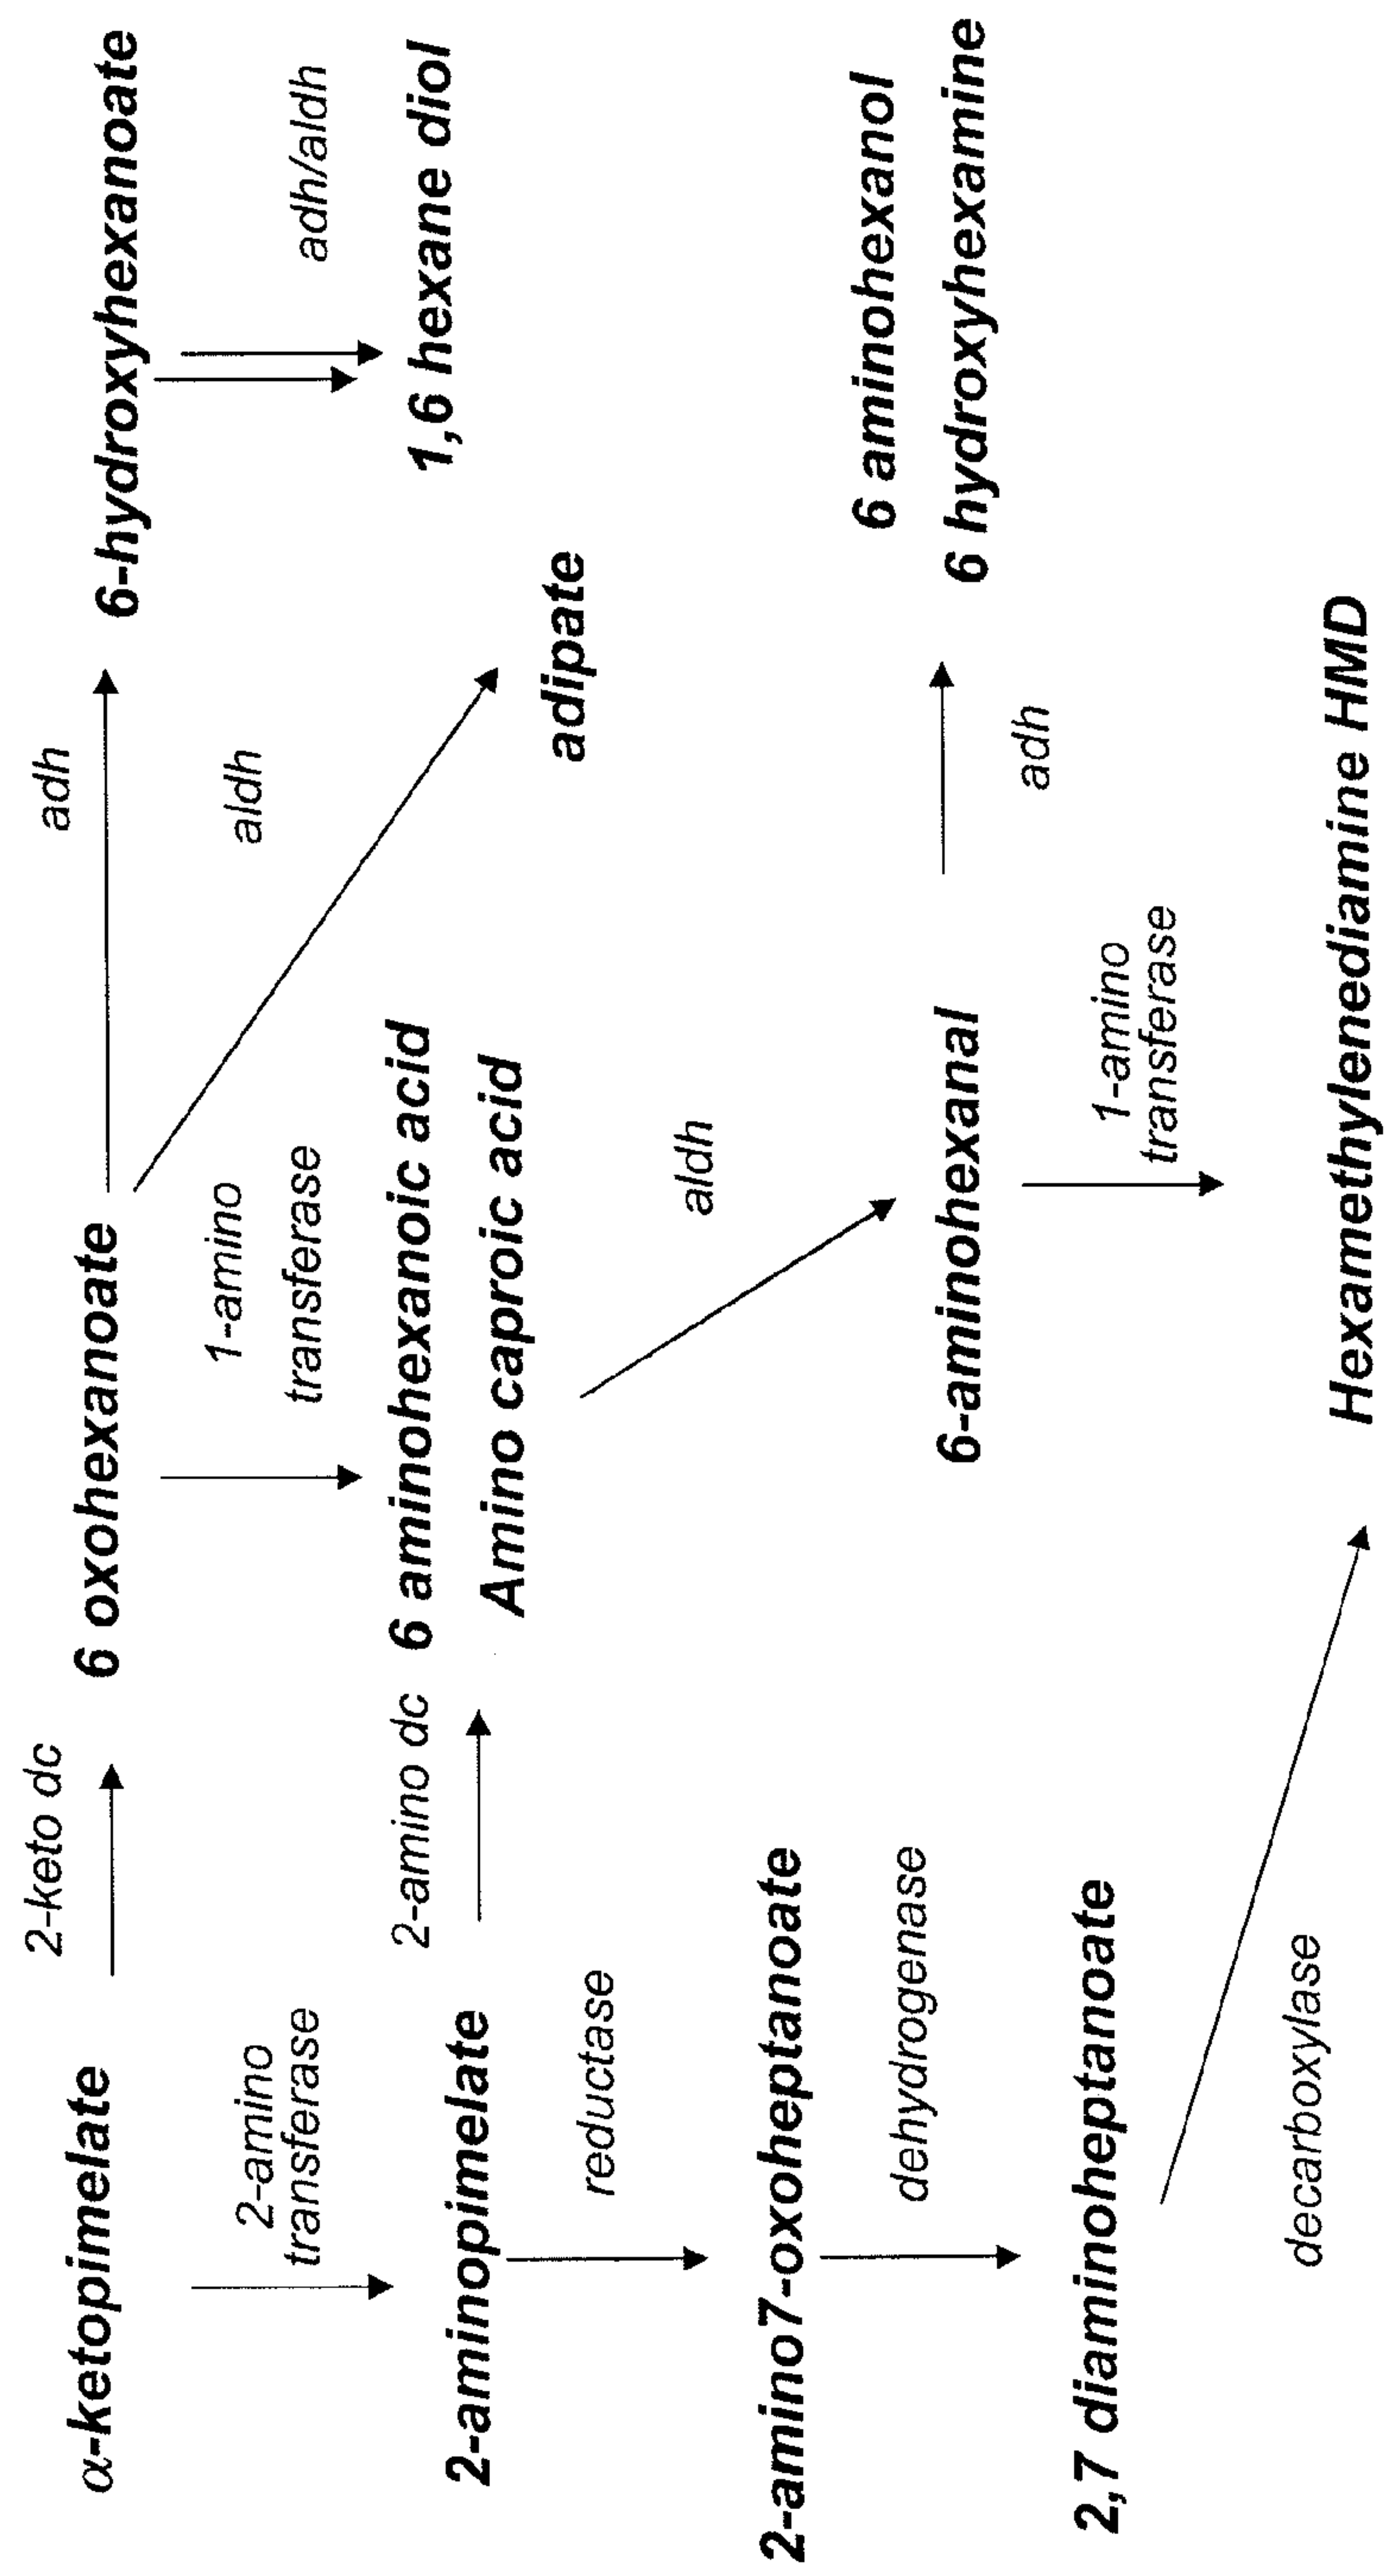 α-ketopimelate
2-keto dc
6 oxohexanoate
adh
6-hydroxyhexanoate
2-amino
transferase
1-amino
transferase
aldh
adh/aldh
2-aminopimelate
2-amino dc
6 aminohexanoic acid
Amino caproic acid
adipate
1,6 hexane diol
reductase
aldh
2-amino7-oxoheptanoate
6-aminohexanal
6 aminohexanol
6 hydroxyhexamine
adh
dehydrogenase
1-amino
transferase
2,7 diaminoheptanoate
decarboxylase
Hexamethylenediamine HMD